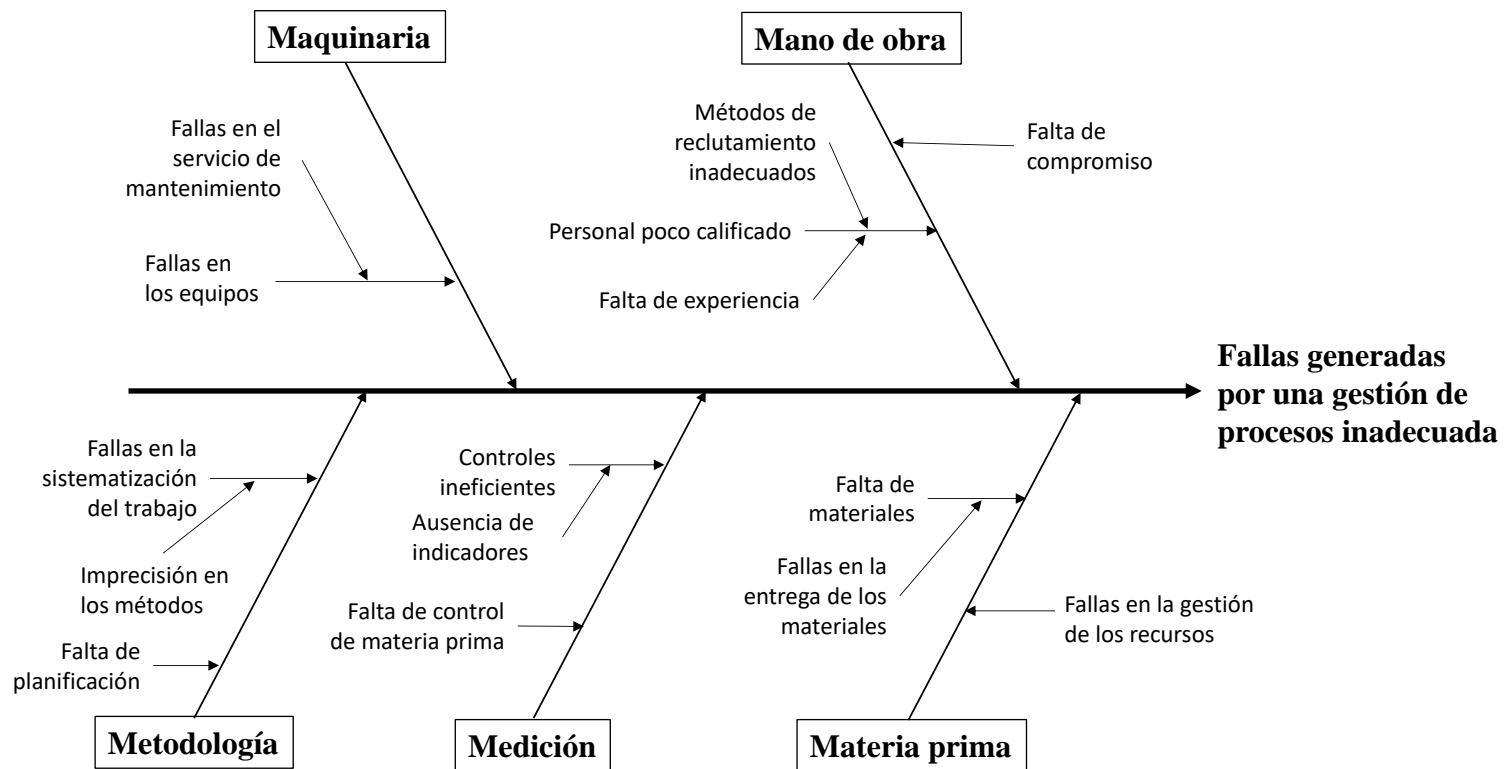 Maquinaria
Mano de obra
Fallas en el
servicio de
mantenimiento
Fallas en
los equipos
Métodos de
reclutamiento
inadecuados
Falta de
compromiso
Personal poco calificado
Falta de experiencia
Fallas generadas
por una gestión de
procesos inadecuada
Fallas en la
sistematización
del trabajo
Imprecisión en
los métodos
Falta de
planificación
Controles
ineficientes
Ausencia de
indicadores
Falta de control
de materia prima
Falta de
materiales
Fallas en la
entrega de los
materiales
Fallas en la gestión
de los recursos
Metodología
Medición
Materia prima